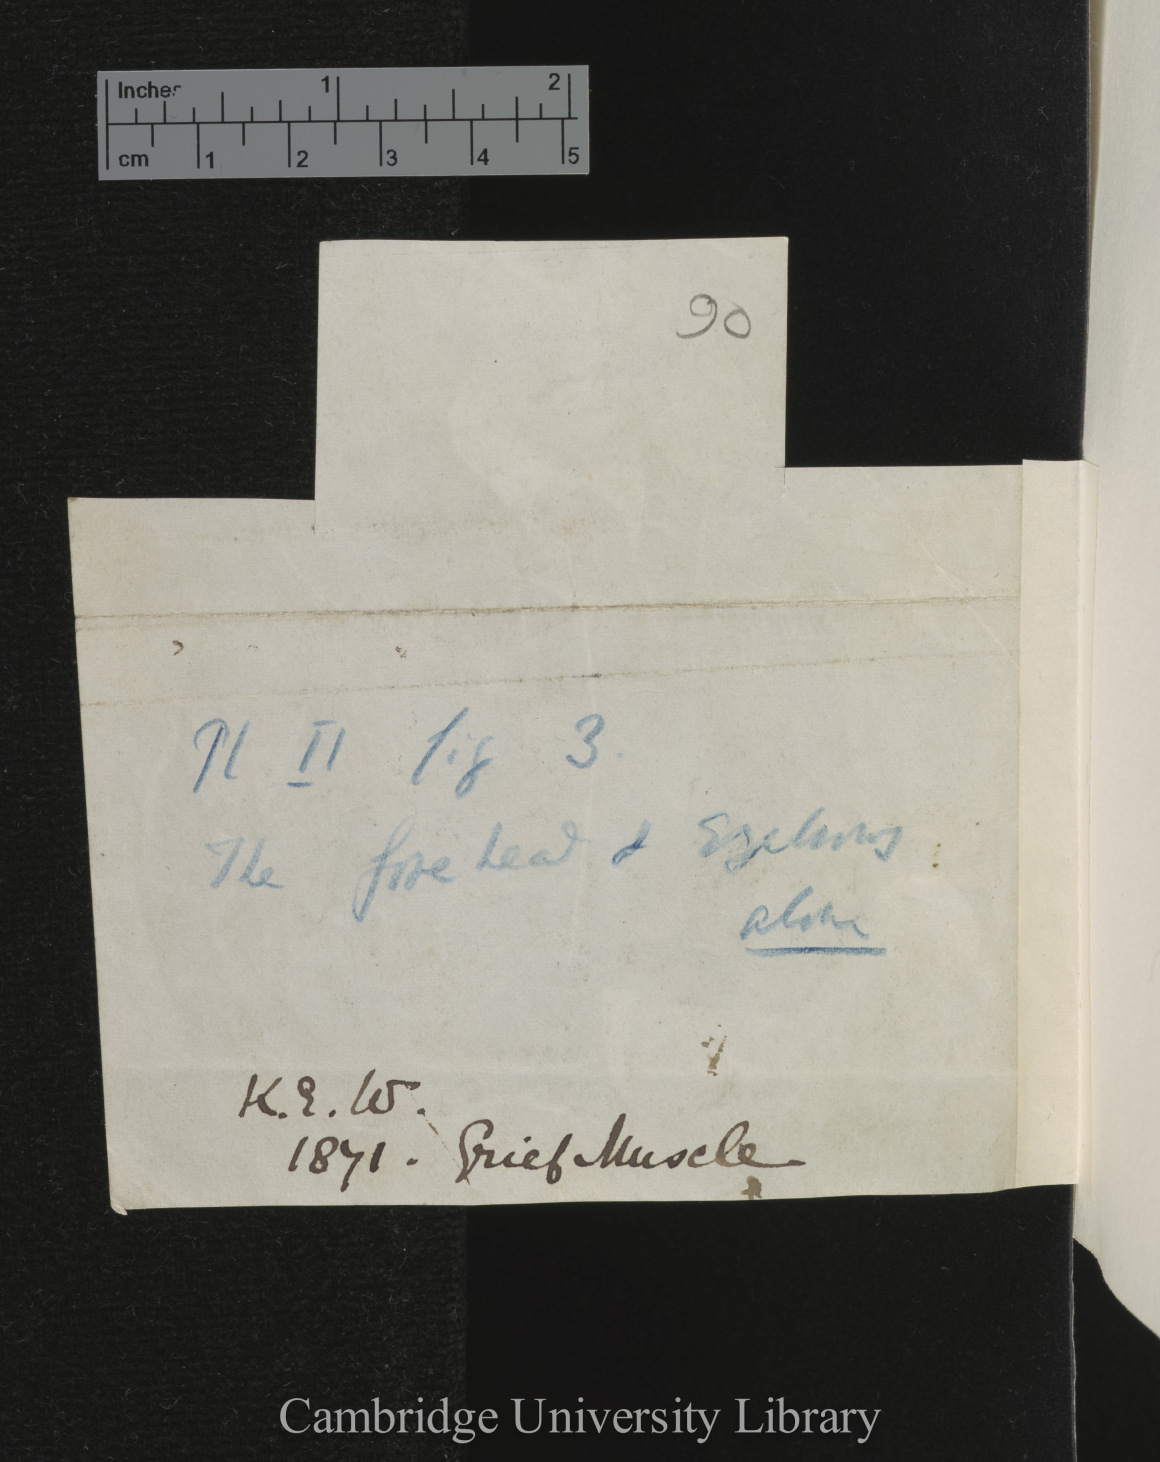 Inches 1 2
cm 1 2 3 4 5
90
Pl II fig 3.
The forehead & Eyebrows
alone
K.E.W.
1871. Grief Muscle
Cambridge University Library